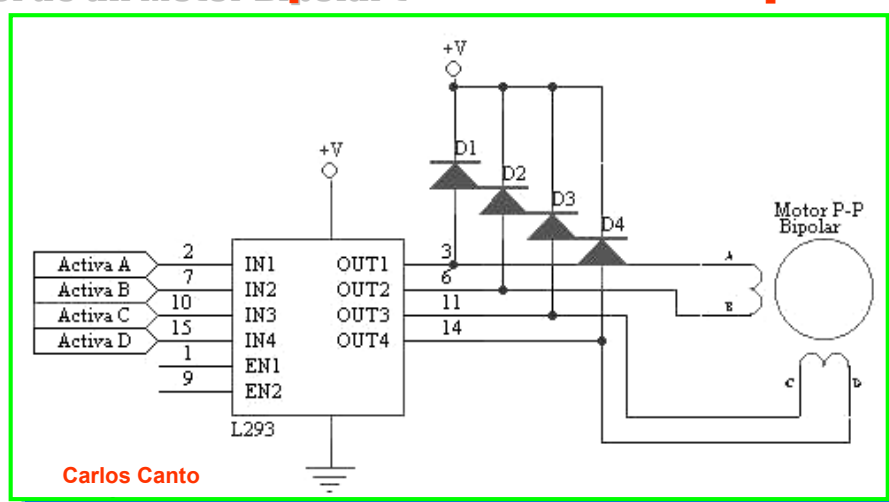 +V
+V
D1
D2
D3
D4
Motor P-P
Bipolar
Activa A 2 IN1 OUT1 3 A
Activa B 7 IN2 OUT2 6 B
Activa C 10 IN3 OUT3 11
Activa D 15 IN4 OUT4 14
1 EN1
9 EN2
C D
L293
Carlos Canto